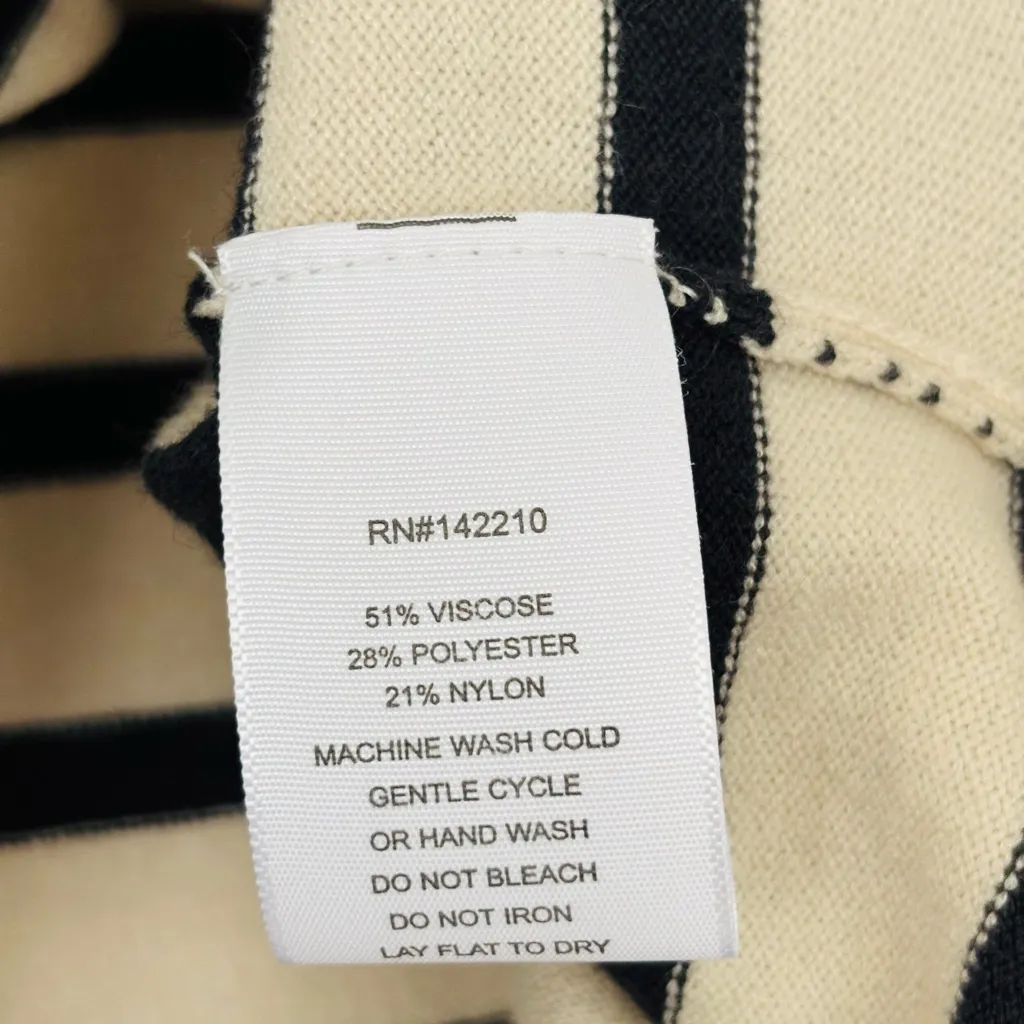 RN#142210
51% VISCOSE
28% POLYESTER
21% NYLON
MACHINE WASH COLD
GENTLE CYCLE
OR HAND WASH
DO NOT BLEACH
DO NOT IRON
LAY FLAT TO DRY